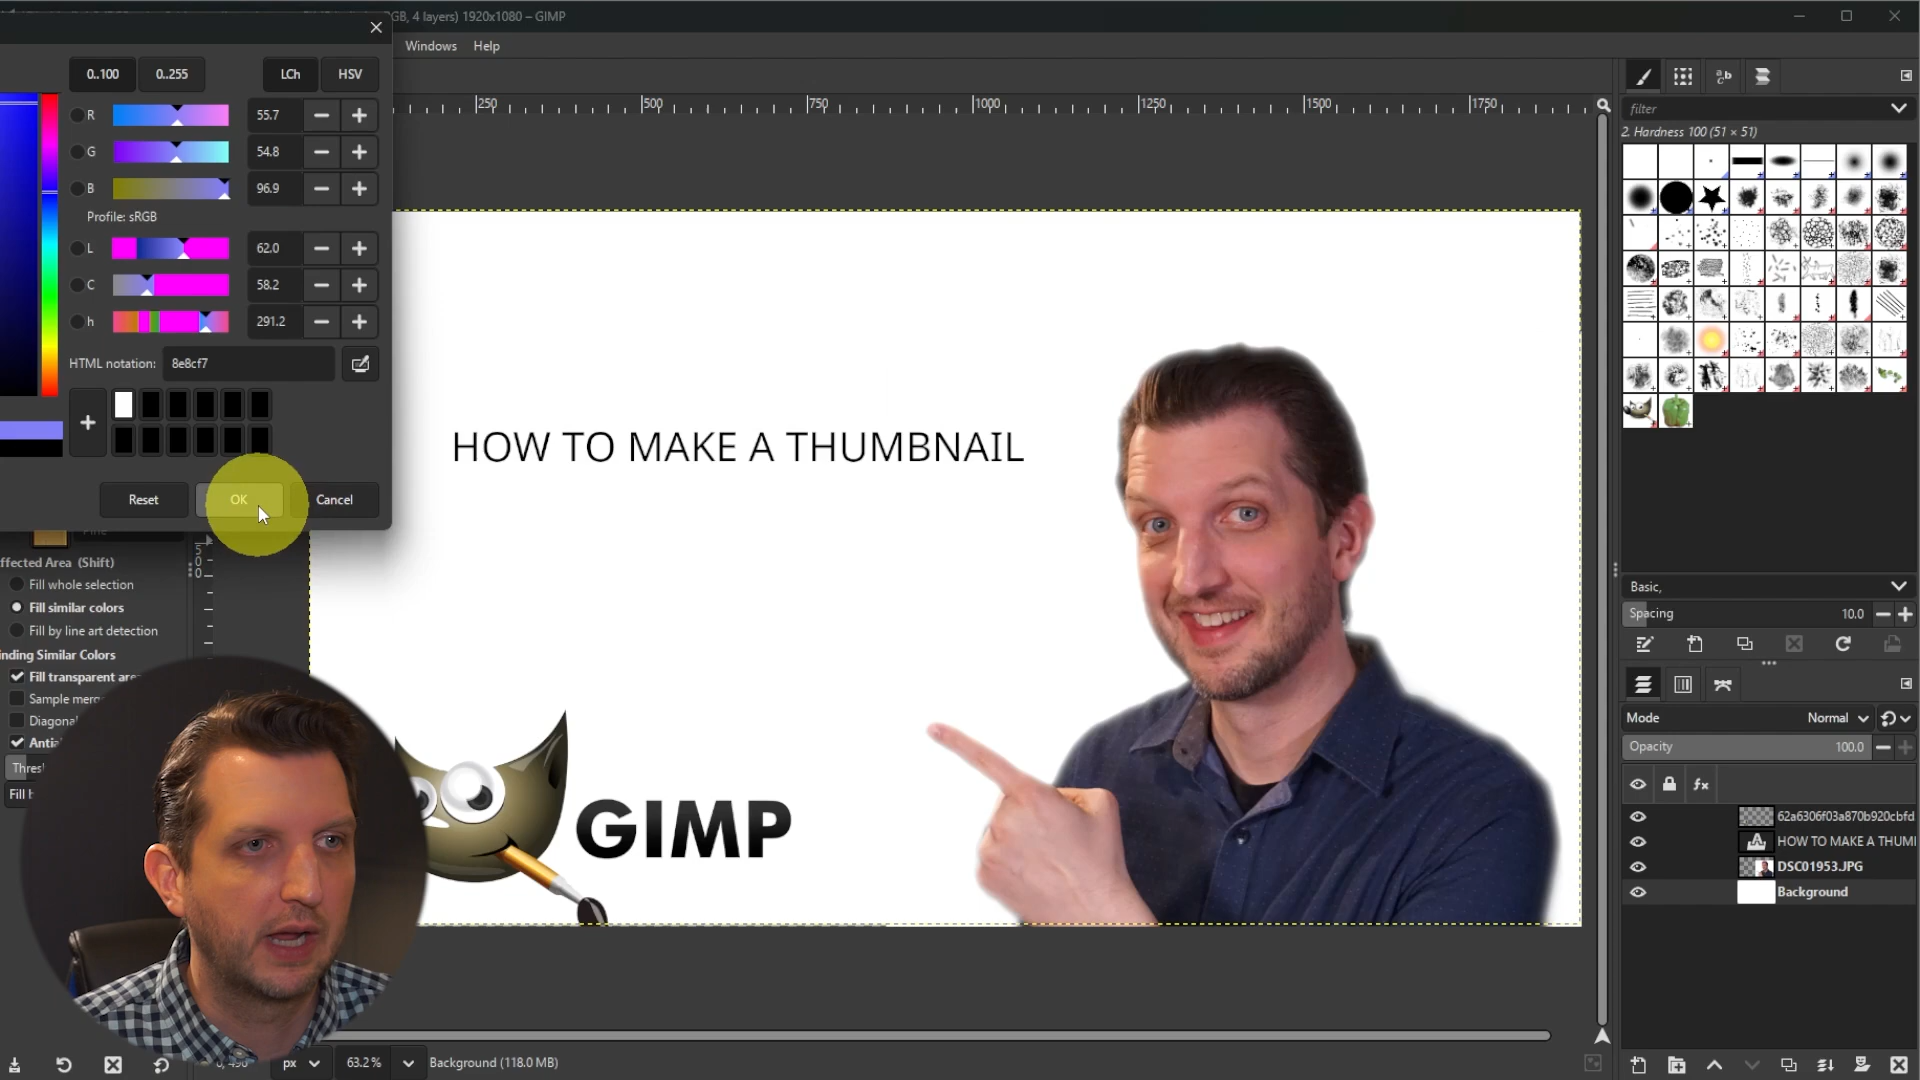 GB, 4 layers) 1920x1080 – GIMP
Windows Help
0..100 0..255 LCh HSV
R 55.7
G 54.8
B 96.9
Profile: sRGB
L 62.0
C 58.2
h 291.2
HTML notation: 8e8cf7
Reset OK Cancel
ffected Area (Shift)
Fill whole selection
Fill similar colors
Fill by line art detection
inding Similar Colors
Fill transparent are
Sample merg
Diagona
Antia
Thresh
Fill b
250 500 750 1000 1250 1500 1750
500
HOW TO MAKE A THUMBNAIL
GIMP
px 63.2% Background (118.0 MB)
filter
2. Hardness 100 (51 × 51)
Basic,
Spacing 10.0
Mode Normal
Opacity 100.0
fx
62a6306f03a870b920cbfd
HOW TO MAKE A THUMI
DSC01953.JPG
Background